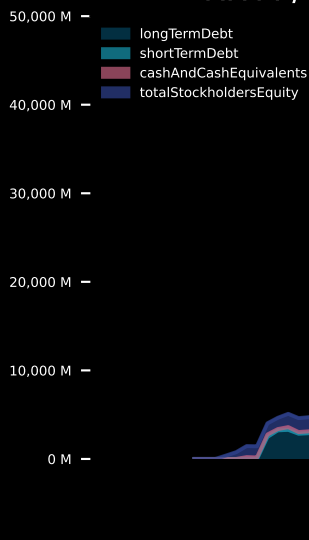 50,000 M
longTermDebt
shortTermDebt
cashAndCashEquivalents
totalStockholdersEquity
40,000 M
30,000 M
20,000 M
10,000 M
0 M